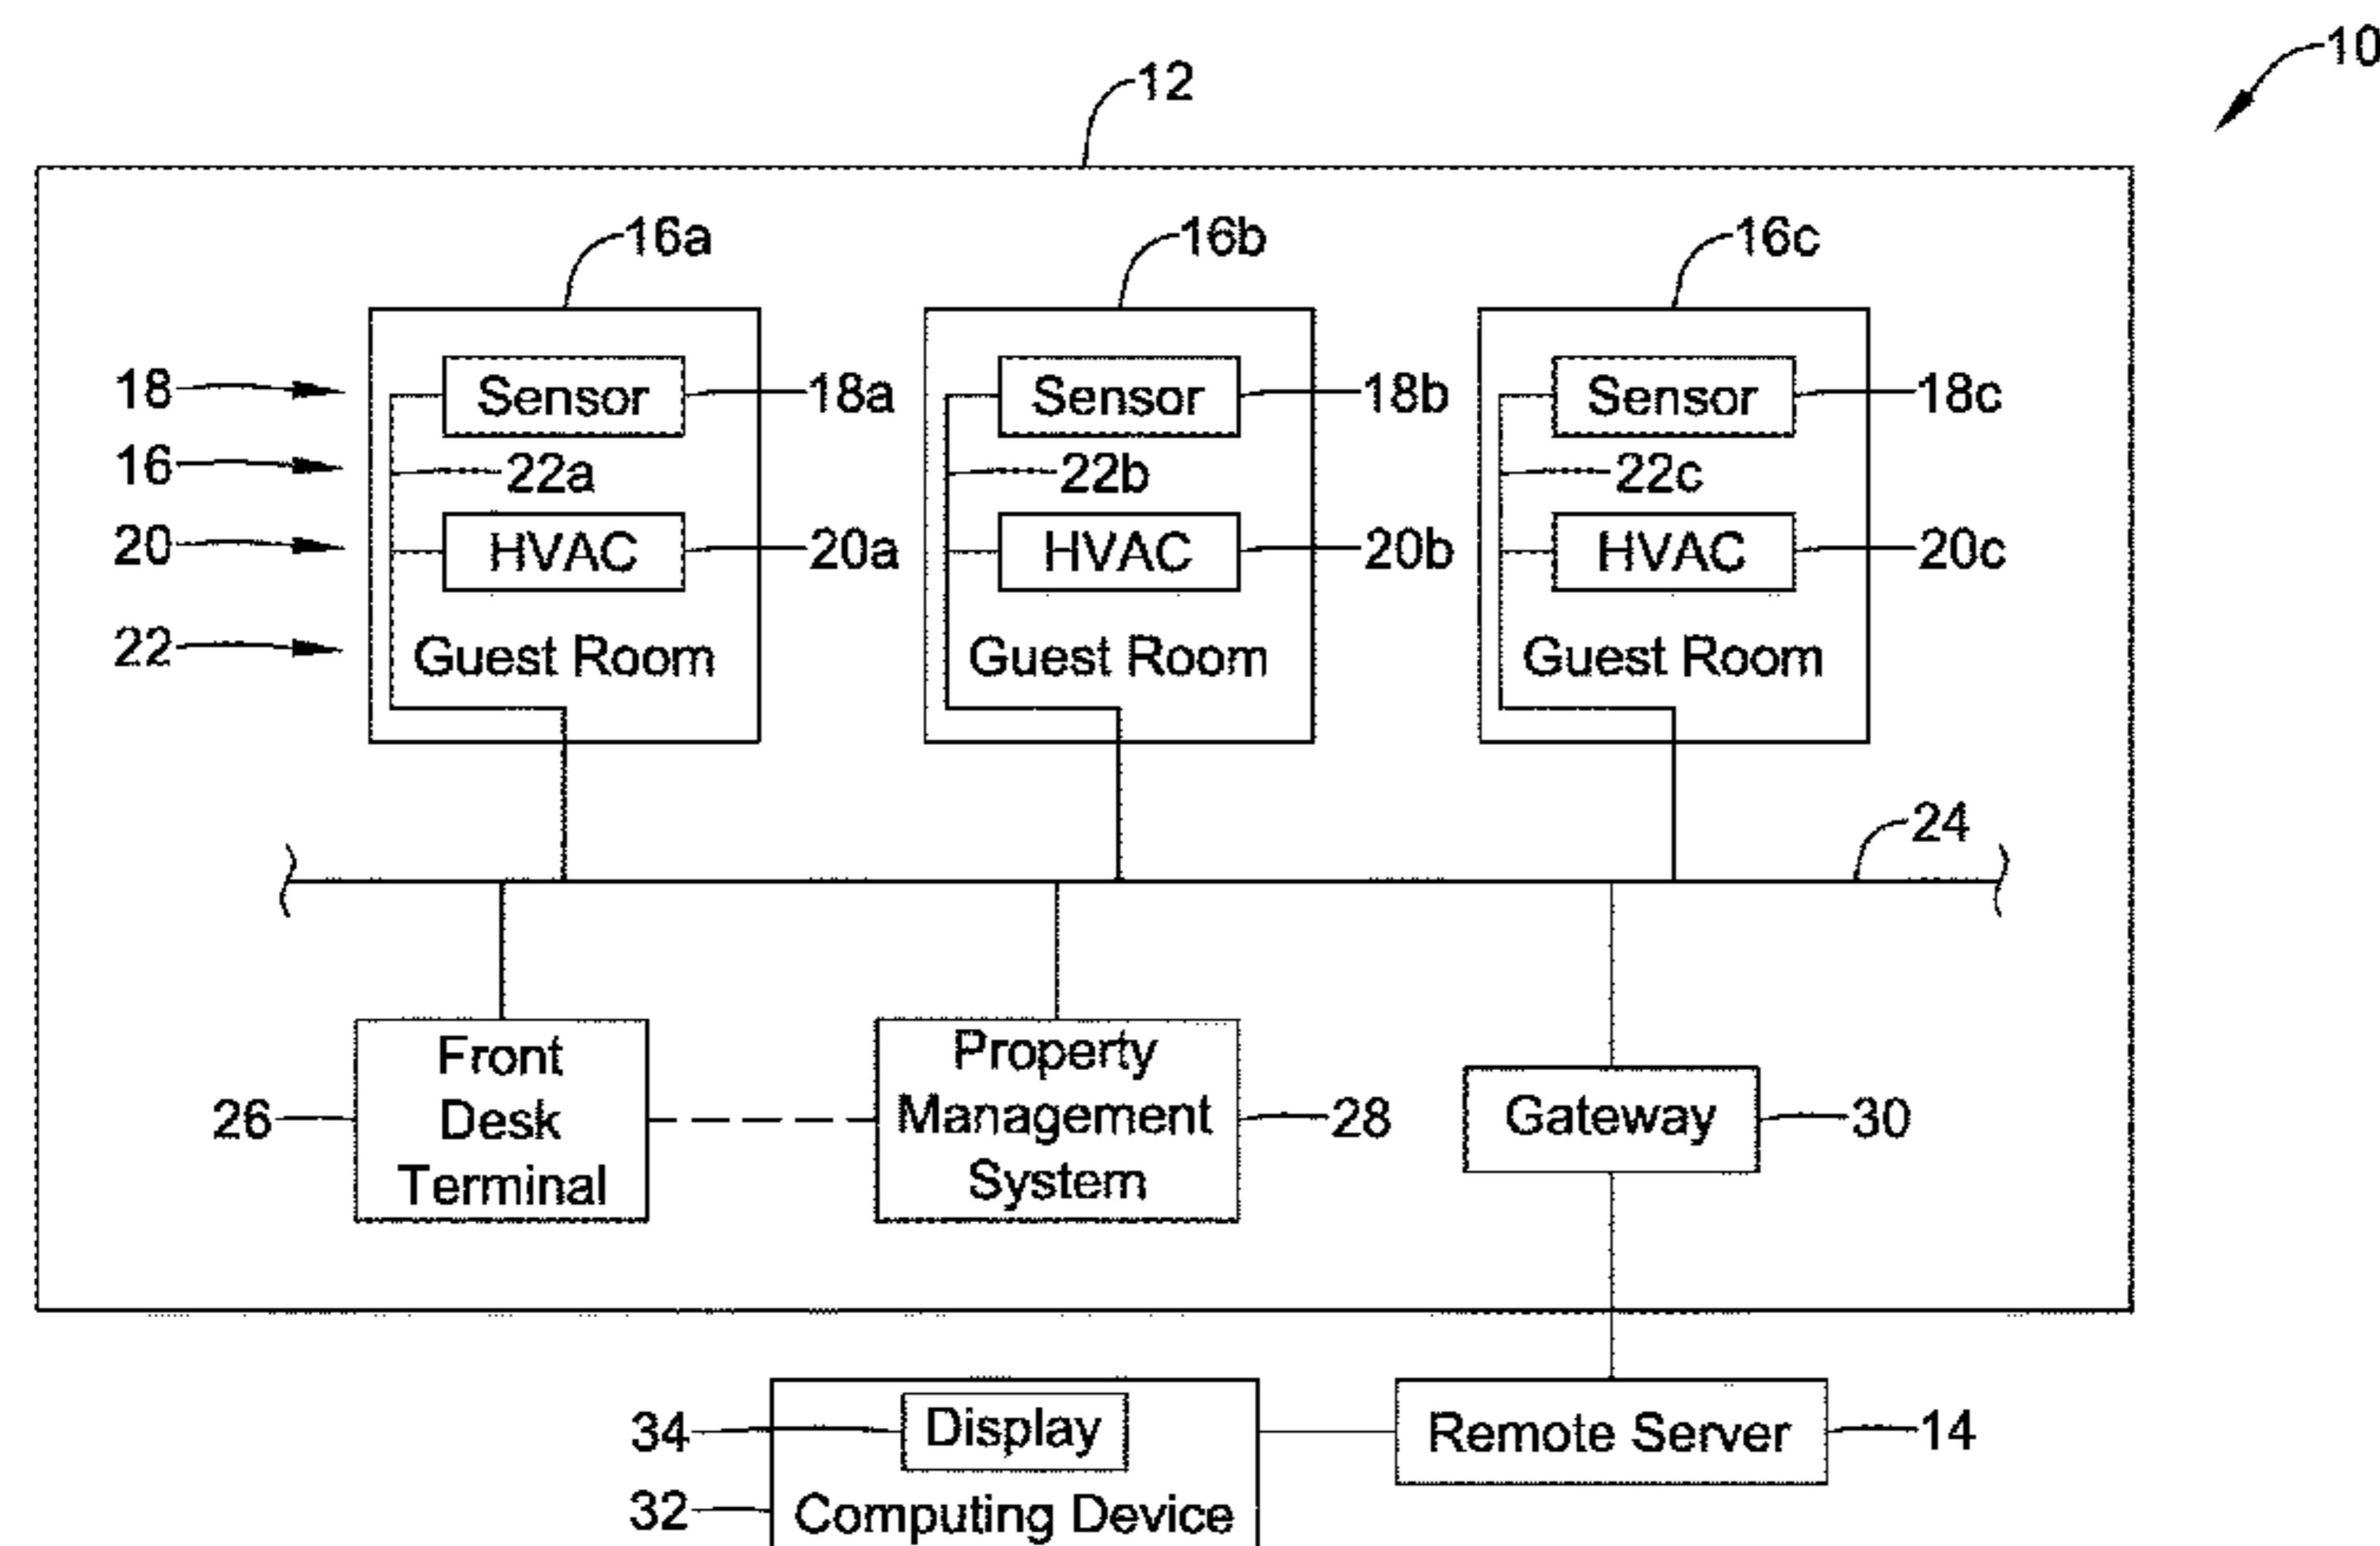 10
12
16a
16b
16c
18
Sensor
18a
Sensor
18b
Sensor
18c
16
22a
22b
22c
20
HVAC
20a
HVAC
20b
HVAC
20c
22
Guest Room
Guest Room
Guest Room
24
26
Front
Desk
Terminal
Property
Management
System
28
Gateway
30
34
Display
32
Computing Device
Remote Server
14